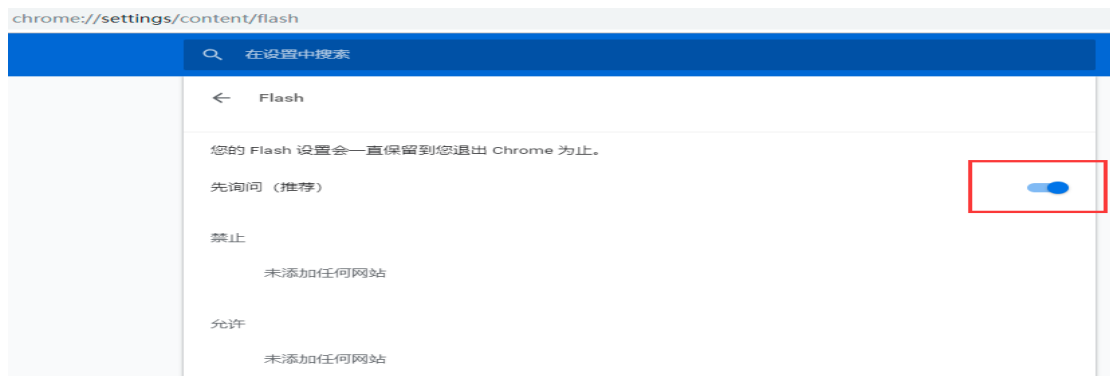 chrome://settings/content/flash
在设置中搜索
Flash
您的 Flash 设置会一直保留到您退出 Chrome 为止。
先询问（推荐）
禁止
未添加任何网站
允许
未添加任何网站